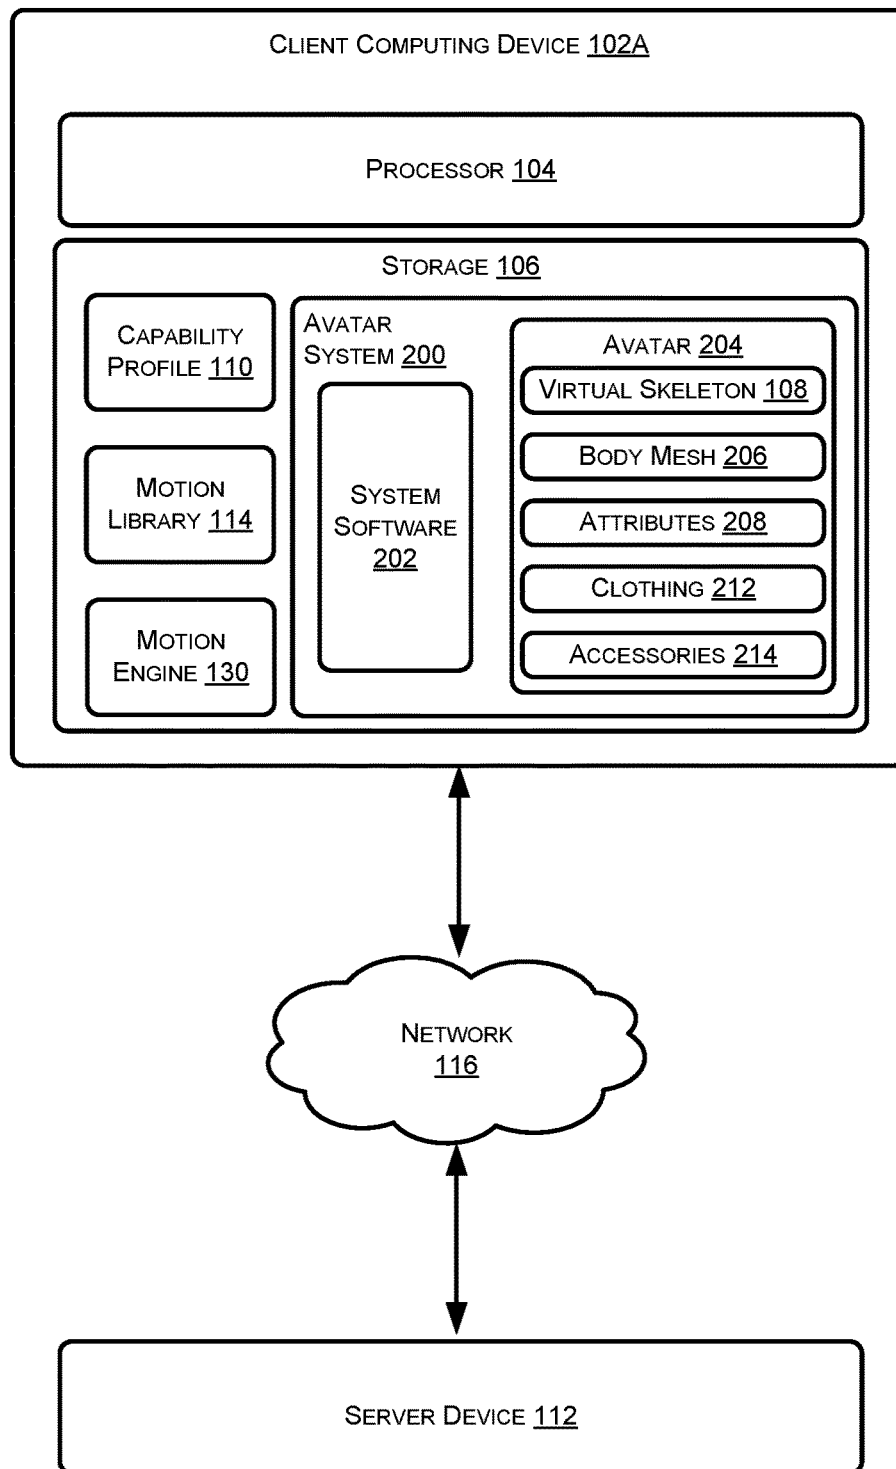 CLIENT COMPUTING DEVICE 102A
PROCESSOR 104
STORAGE 106
CAPABILITY
PROFILE 110
MOTION
LIBRARY 114
MOTION
ENGINE 130
AVATAR
SYSTEM 200
SYSTEM
SOFTWARE
202
AVATAR 204
VIRTUAL SKELETON 108
BODY MESH 206
ATTRIBUTES 208
CLOTHING 212
ACCESSORIES 214
NETWORK
116
SERVER DEVICE 112